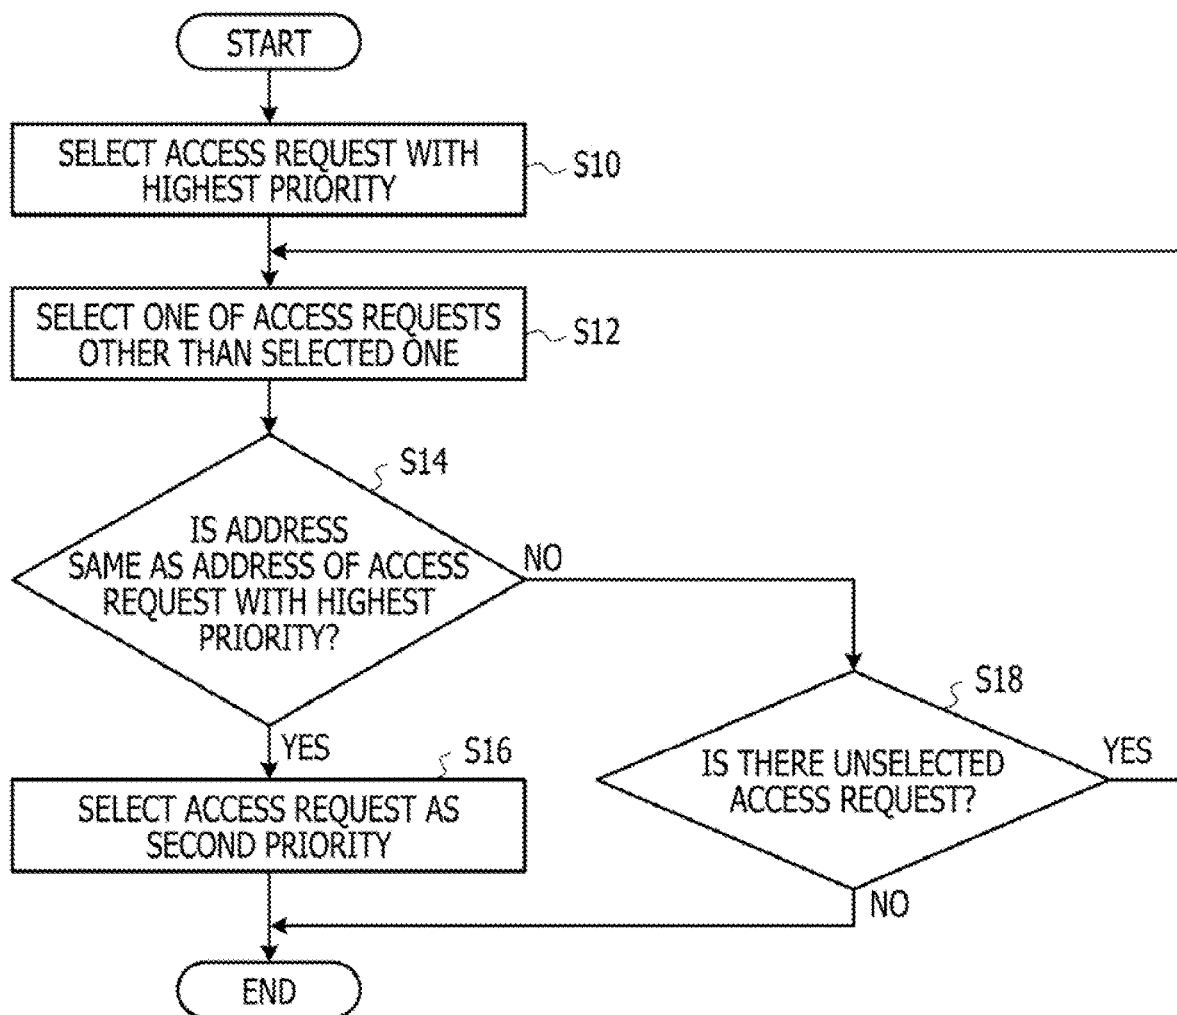 START
SELECT ACCESS REQUEST WITH
HIGHEST PRIORITY
S10
SELECT ONE OF ACCESS REQUESTS
OTHER THAN SELECTED ONE
S12
S14
IS ADDRESS
SAME AS ADDRESS OF ACCESS
REQUEST WITH HIGHEST
PRIORITY?
NO
YES
S16
SELECT ACCESS REQUEST AS
SECOND PRIORITY
S18
IS THERE UNSELECTED
ACCESS REQUEST?
YES
NO
END